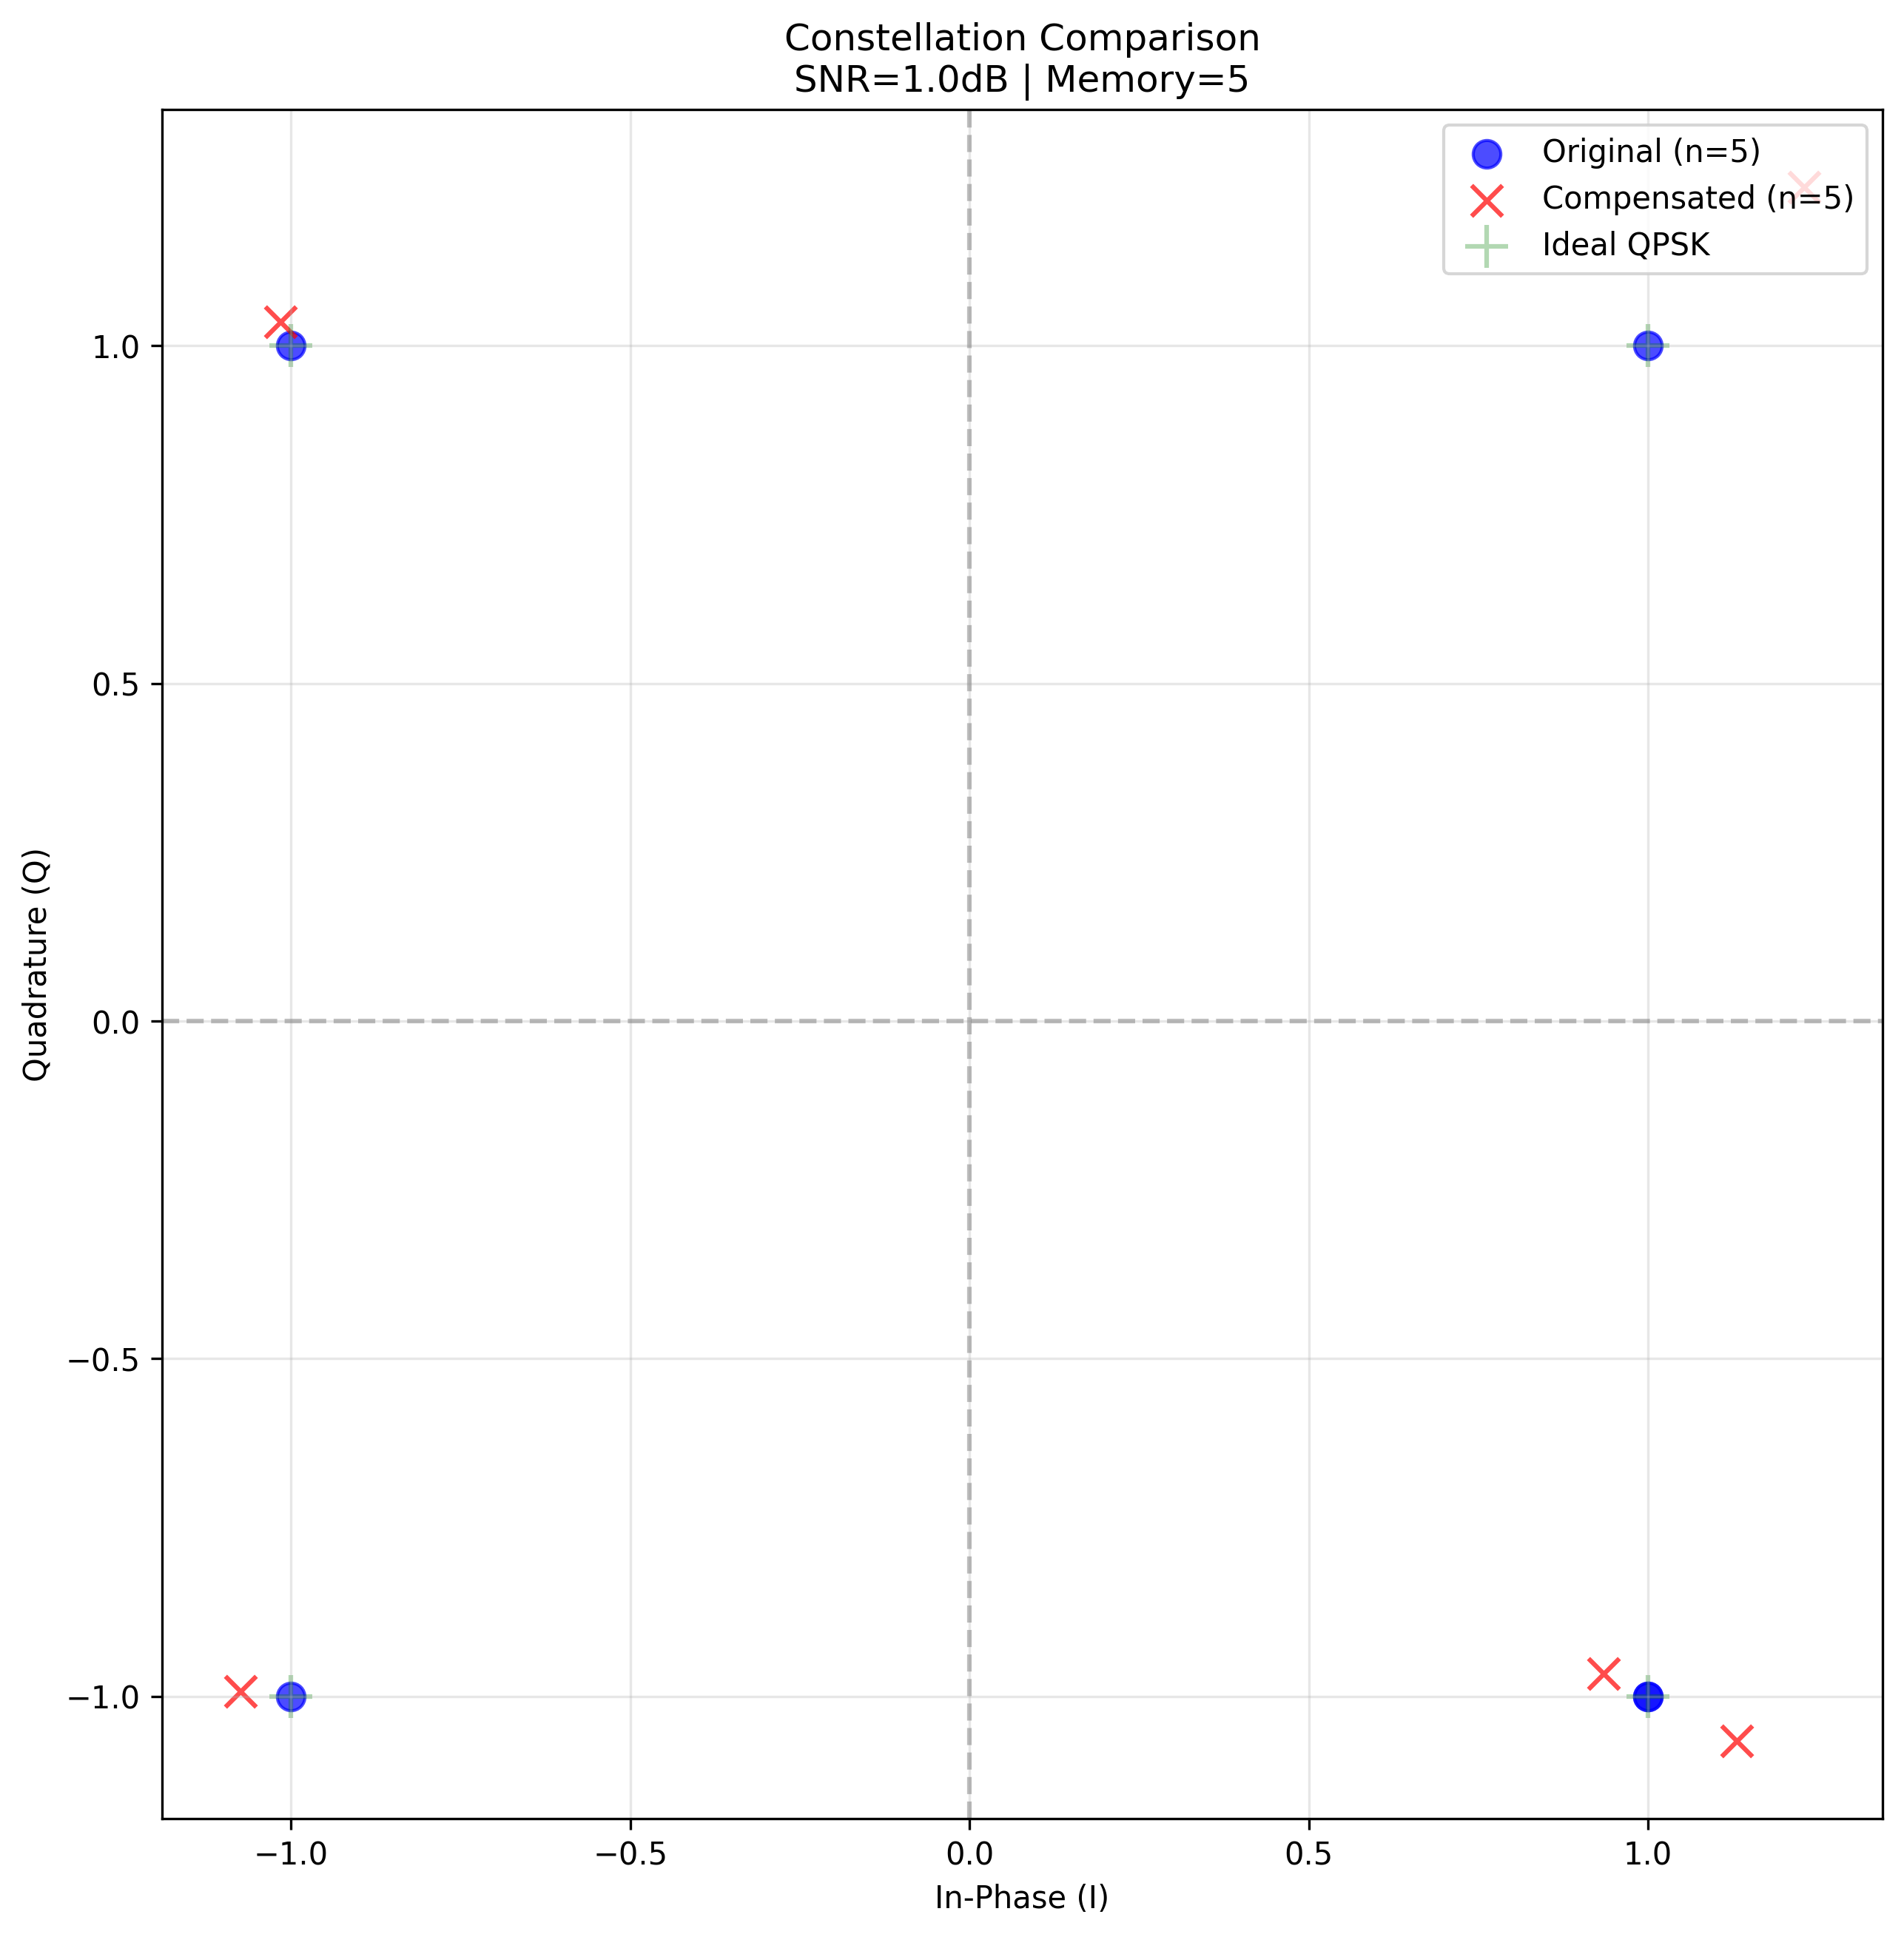 Constellation Comparison
SNR=1.0dB | Memory=5
Original (n=5)
Compensated (n=5)
Ideal QPSK
1.0
0.5
0.0
−0.5
−1.0
Quadrature (Q)
−1.0
−0.5
0.0
0.5
1.0
In-Phase (I)